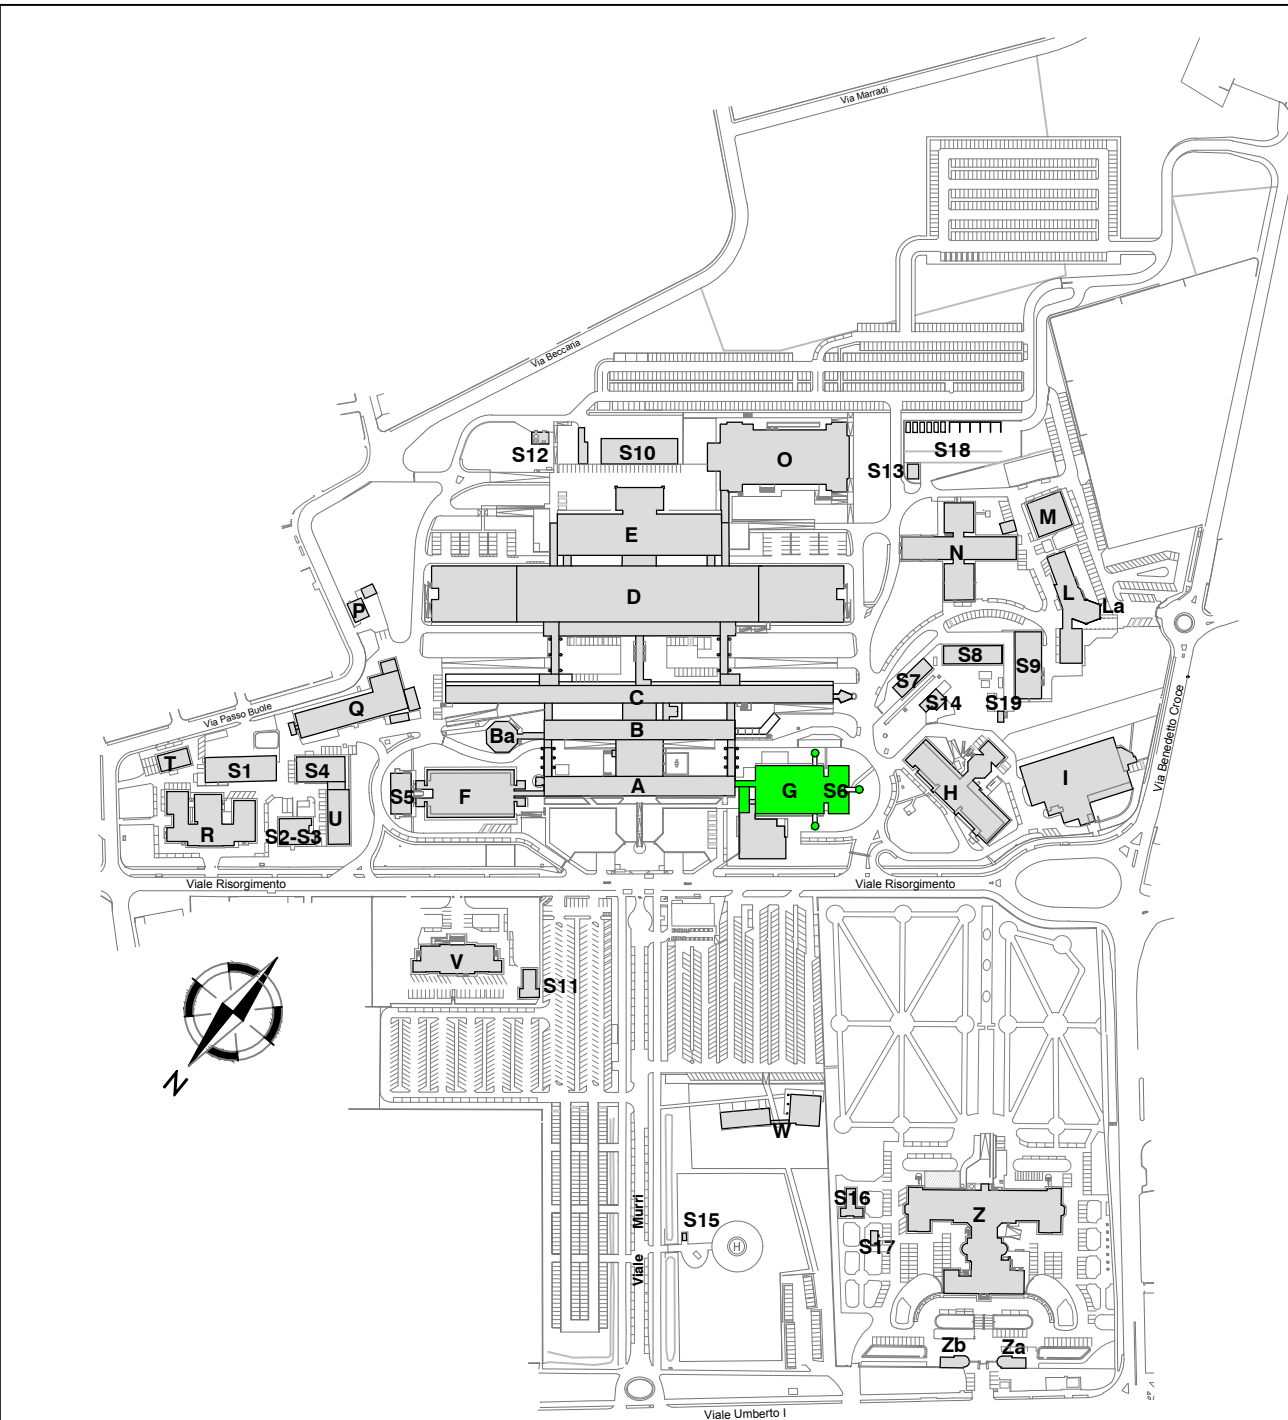 Via Marradi
Via Beccaria
S12
S10
O
S13
S18
E
N
M
D
L
La
P
S8
S9
S7
S14
S19
C
Q
Via Passo Buole
B
Ba
Via Benedetto Croce
T
S1
S4
S5
F
A
G
S6
H
I
R
S2-S3
U
Viale Risorgimento
Viale Risorgimento
V
S11
N
W
S16
S15
Z
S17
H
Viale Murri
Zb
Za
Viale Umberto I